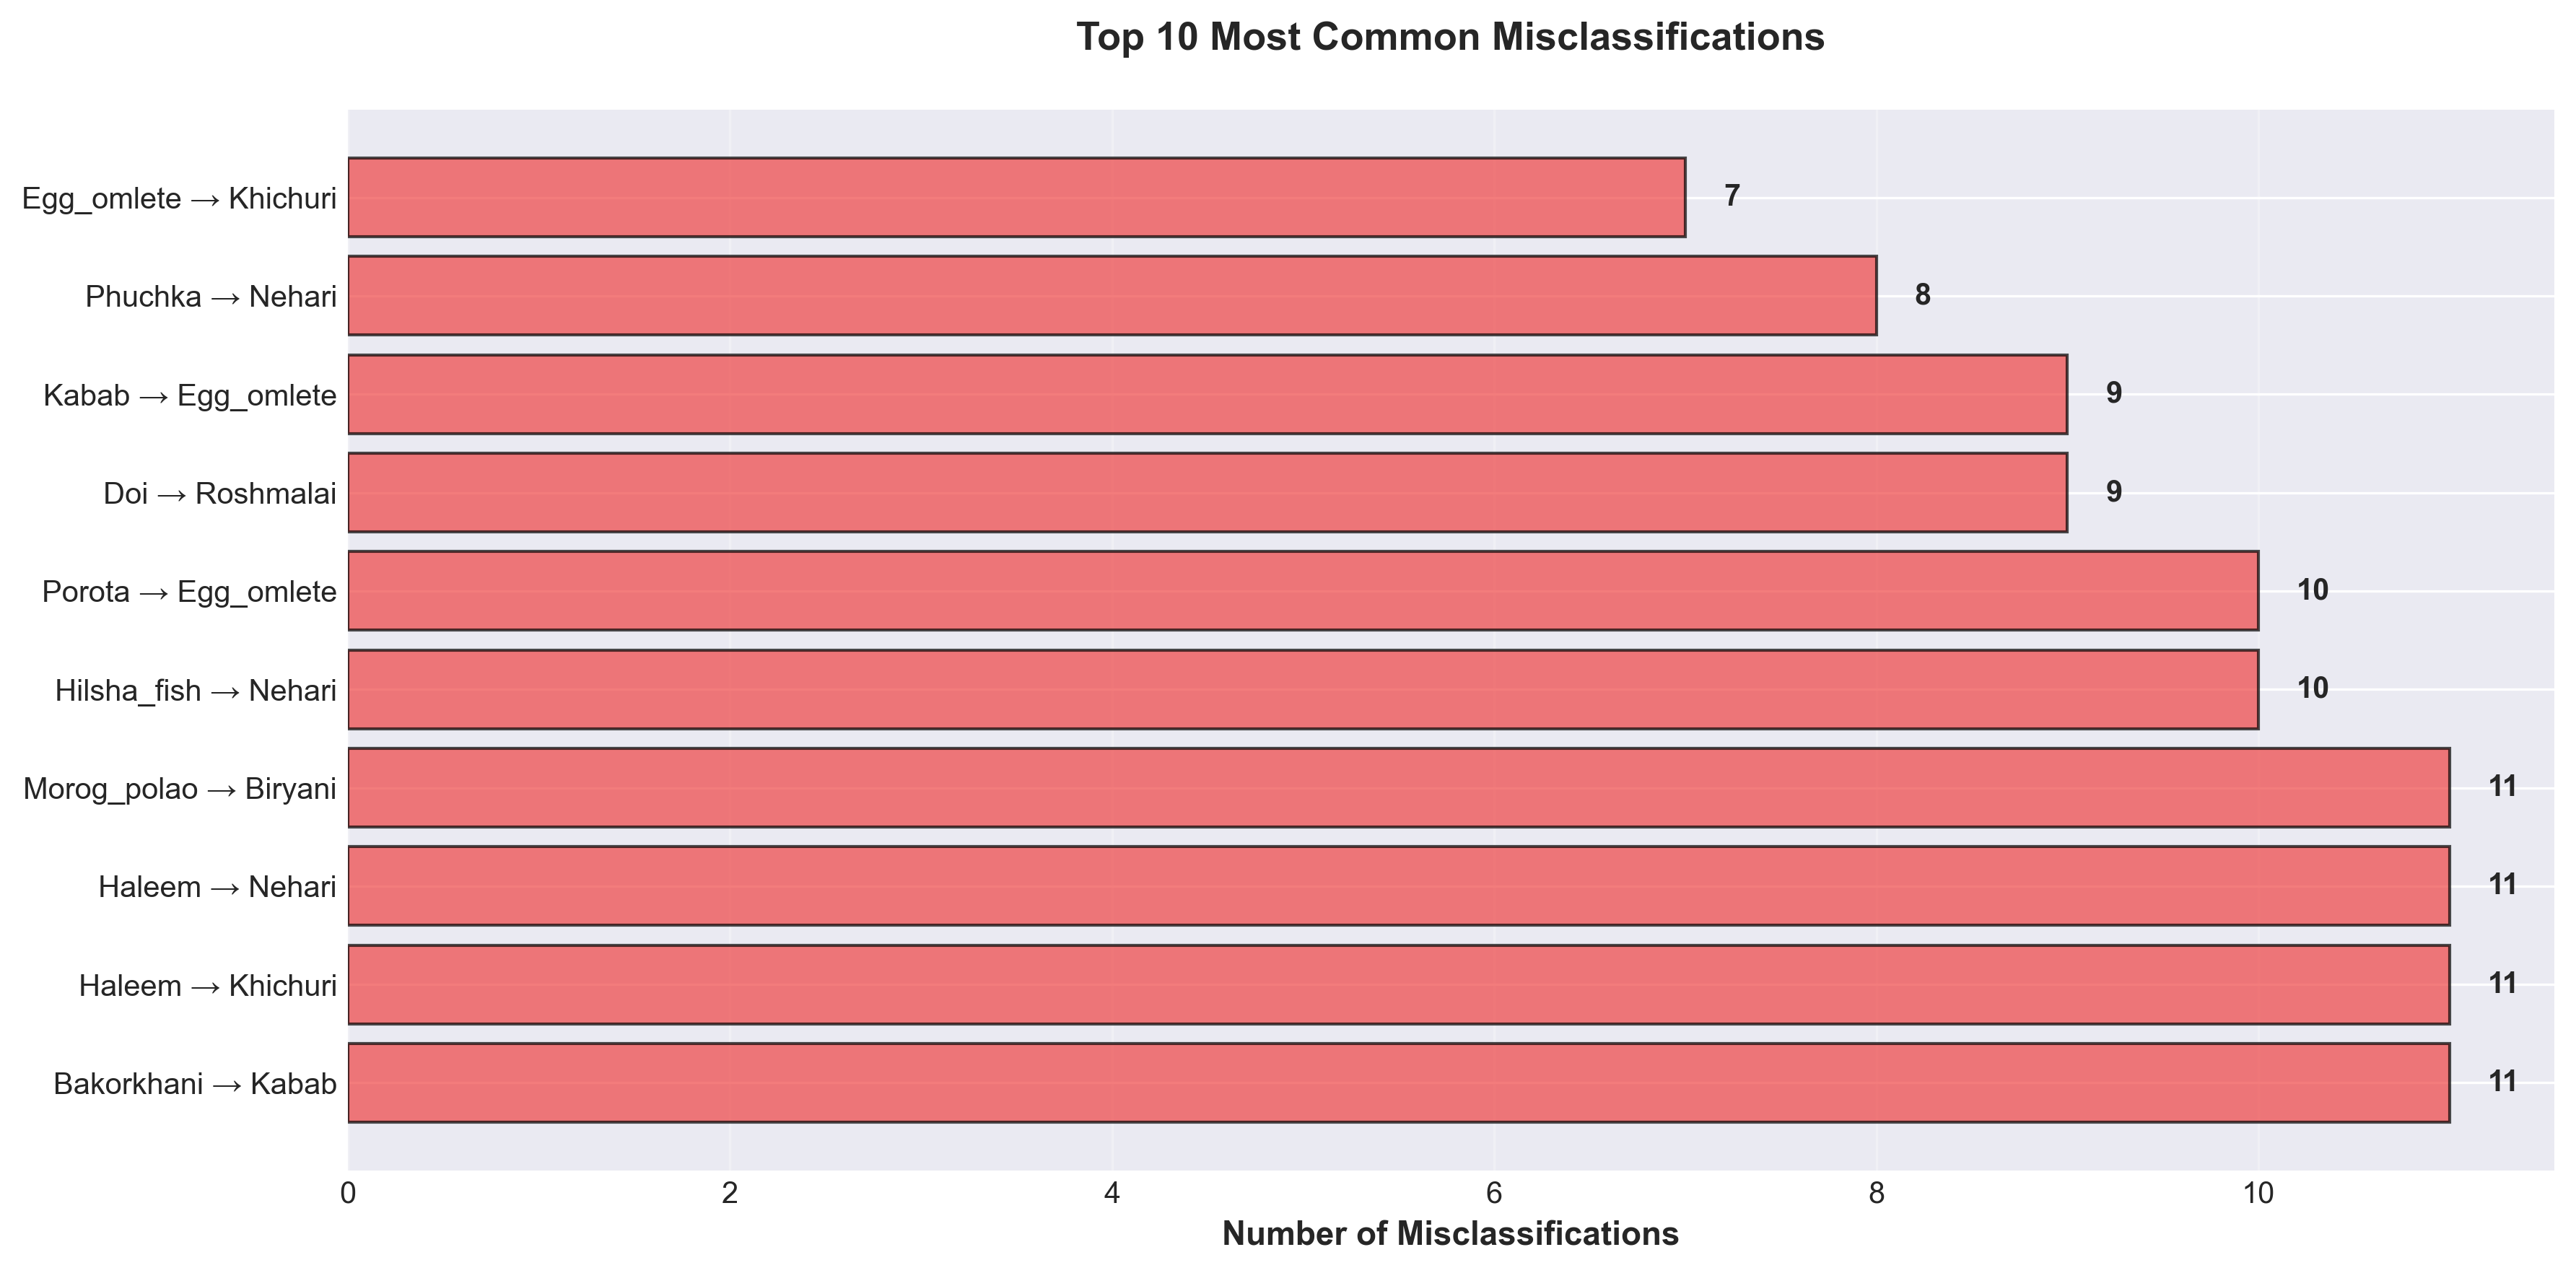 Top 10 Most Common Misclassifications
Egg_omlete → Khichuri 7
Phuchka → Nehari 8
Kabab → Egg_omlete 9
Doi → Roshmalai 9
Porota → Egg_omlete 10
Hilsha_fish → Nehari 10
Morog_polao → Biryani 11
Haleem → Nehari 11
Haleem → Khichuri 11
Bakorkhani → Kabab 11
0 2 4 6 8 10
Number of Misclassifications